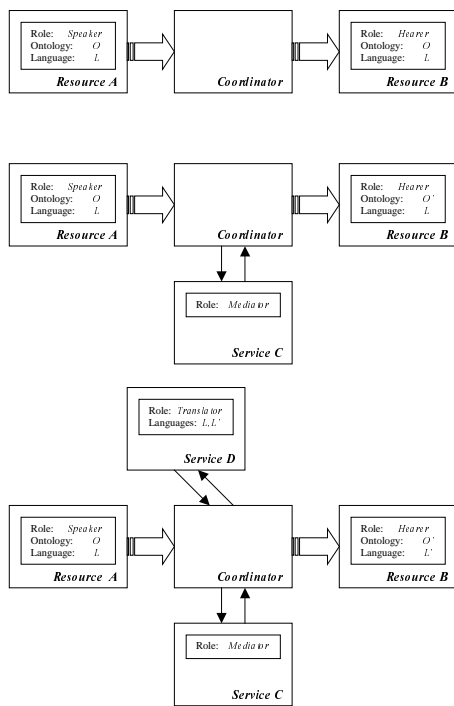 Role: Speaker
Ontology: O
Language: L
Resource A
Coordinator
Role: Hearer
Ontology: O
Language: L
Resource B
Role: Speaker
Ontology: O
Language: L
Resource A
Coordinator
Role: Hearer
Ontology: O'
Language: L
Resource B
Role: Mediator
Service C
Role: Translator
Languages: L, L'
Service D
Role: Speaker
Ontology: O
Language: L
Resource A
Coordinator
Role: Hearer
Ontology: O'
Language: L'
Resource B
Role: Mediator
Service C